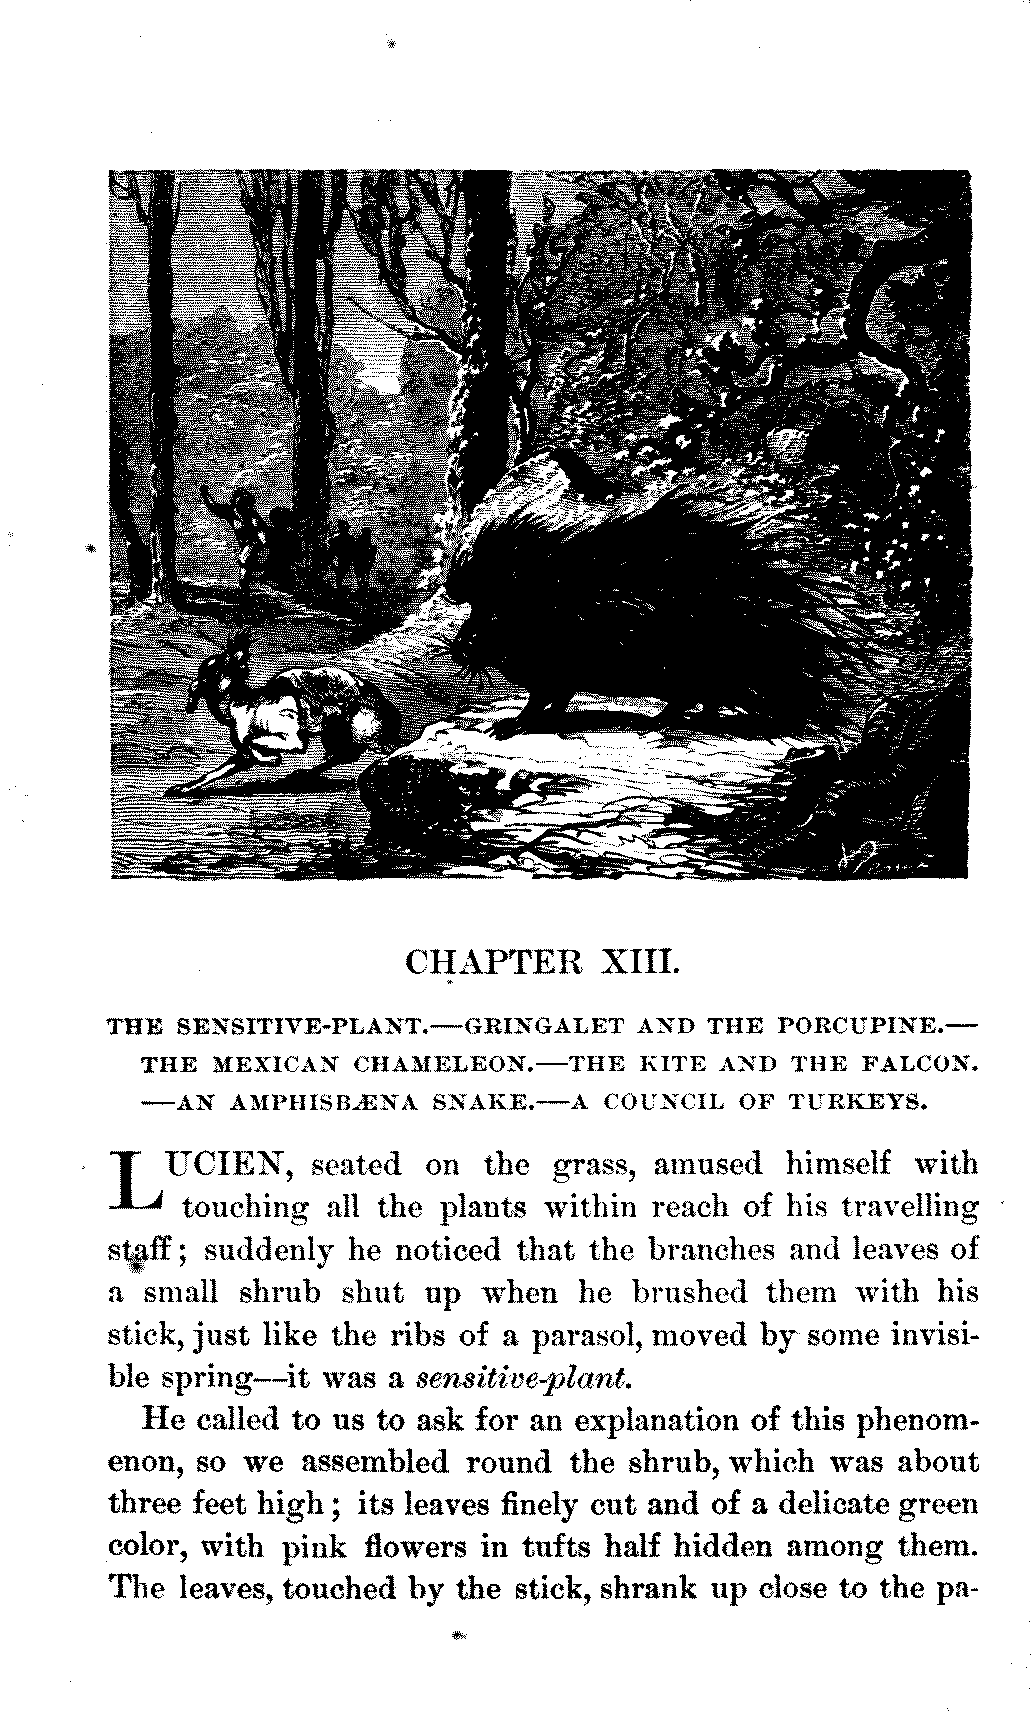 CHAPTER XIII.
THE SENSITIVE-PLANT.—GRINGALET AND THE PORCUPINE.—
THE MEXICAN CHAMELEON.—THE KITE AND THE FALCON.
—AN AMPHISBÆNA SNAKE.—A COUNCIL OF TURKEYS.
LUCIEN, seated on the grass, amused himself with
touching all the plants within reach of his travelling
staff; suddenly he noticed that the branches and leaves of
a small shrub shut up when he brushed them with his
stick, just like the ribs of a parasol, moved by some invisi-
ble spring—it was a sensitive-plant.
He called to us to ask for an explanation of this phenom-
enon, so we assembled round the shrub, which was about
three feet high; its leaves finely cut and of a delicate green
color, with pink flowers in tufts half hidden among them.
The leaves, touched by the stick, shrank up close to the pa-